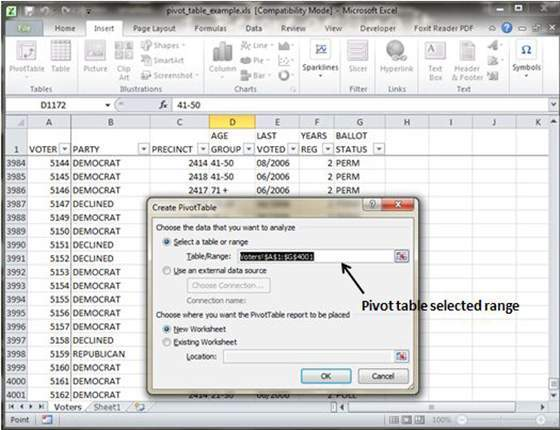 pivot_table_example.xls [Compatibility Mode] - Microsoft Excel
File Home Insert Page Layout Formulas Data Review View Developer Foxit Reader PDF
PivotTable Table Picture Clip Art Shapes SmartArt Screenshot Column Line Pie Bar Sparklines Slicer Hyperlink Text Box Header & Footer Symbols
Tables Illustrations Charts Filter Links Text
D1172 fx 41-50
A B C D E F G H I J K
1 VOTER PARTY PRECINCT AGE GROUP LAST VOTED YEARS REG BALLOT STATUS
3984 5144 DEMOCRAT 2414 41-50 08/2006 2 PERM
3985 5145 DEMOCRAT 2418 41-50 06/2006 2 PERM
3986 5146 DEMOCRAT 2417 71 + 06/2006 2 PERM
3987 5147 DECLINED
3988 5149 DEMOCRAT
3989 5150 DEMOCRAT
3990 5151 DEMOCRAT
3991 5152 DECLINED
3992 5153 DEMOCRAT
3993 5154 DEMOCRAT
3994 5155 DEMOCRAT
3995 5156 DEMOCRAT
3996 5157 DEMOCRAT
3997 5158 DECLINED
3998 5159 REPUBLICAN
3999 5160 DEMOCRAT
4000 5161 DEMOCRAT
4001 5162 DEMOCRAT 2414 21-30
Create PivotTable
Choose the data that you want to analyze
Select a table or range
Table/Range: Voters!$A$1:$G$4001
Use an external data source
Choose Connection...
Connection name:
Choose where you want the PivotTable report to be placed
New Worksheet
Existing Worksheet
Location:
OK Cancel
Pivot table selected range
Voters Sheet1
Point 100%